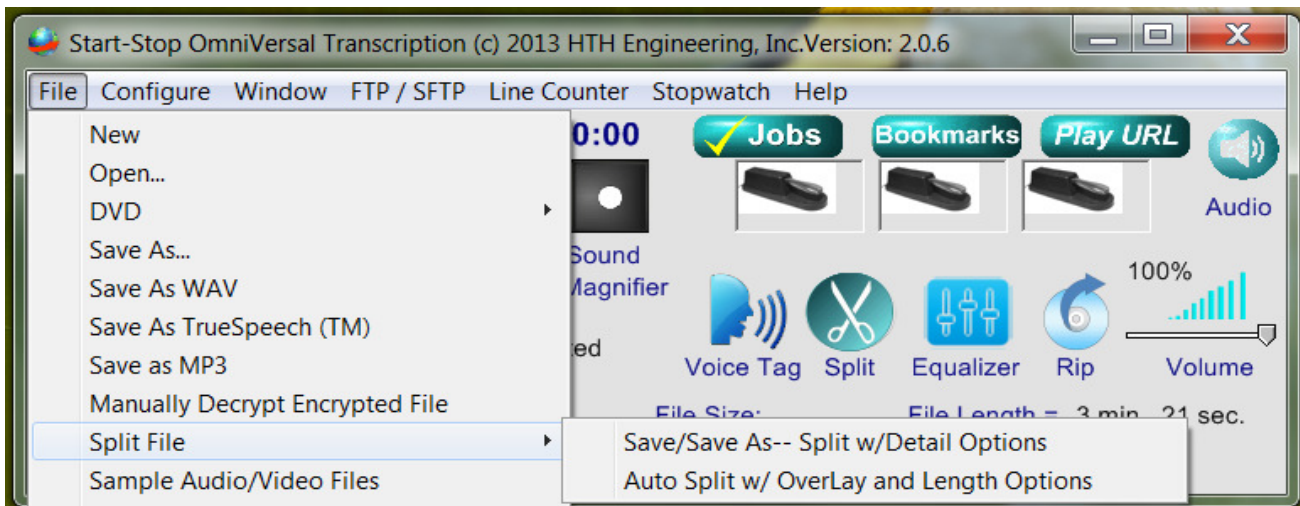 Start-Stop OmniVersal Transcription (c) 2013 HTH Engineering, Inc.Version: 2.0.6
File Configure Window FTP / SFTP Line Counter Stopwatch Help
New
Open...
DVD
Save As...
Save As WAV
Save As TrueSpeech (TM)
Save as MP3
Manually Decrypt Encrypted File
Split File
Sample Audio/Video Files
Save/Save As-- Split w/Detail Options
Auto Split w/ OverLay and Length Options
0:00
Jobs
Bookmarks
Play URL
Audio
Sound
Magnifier
100%
Voice Tag Split Equalizer Rip Volume
File Size: File Length = 3 min. 21 sec.